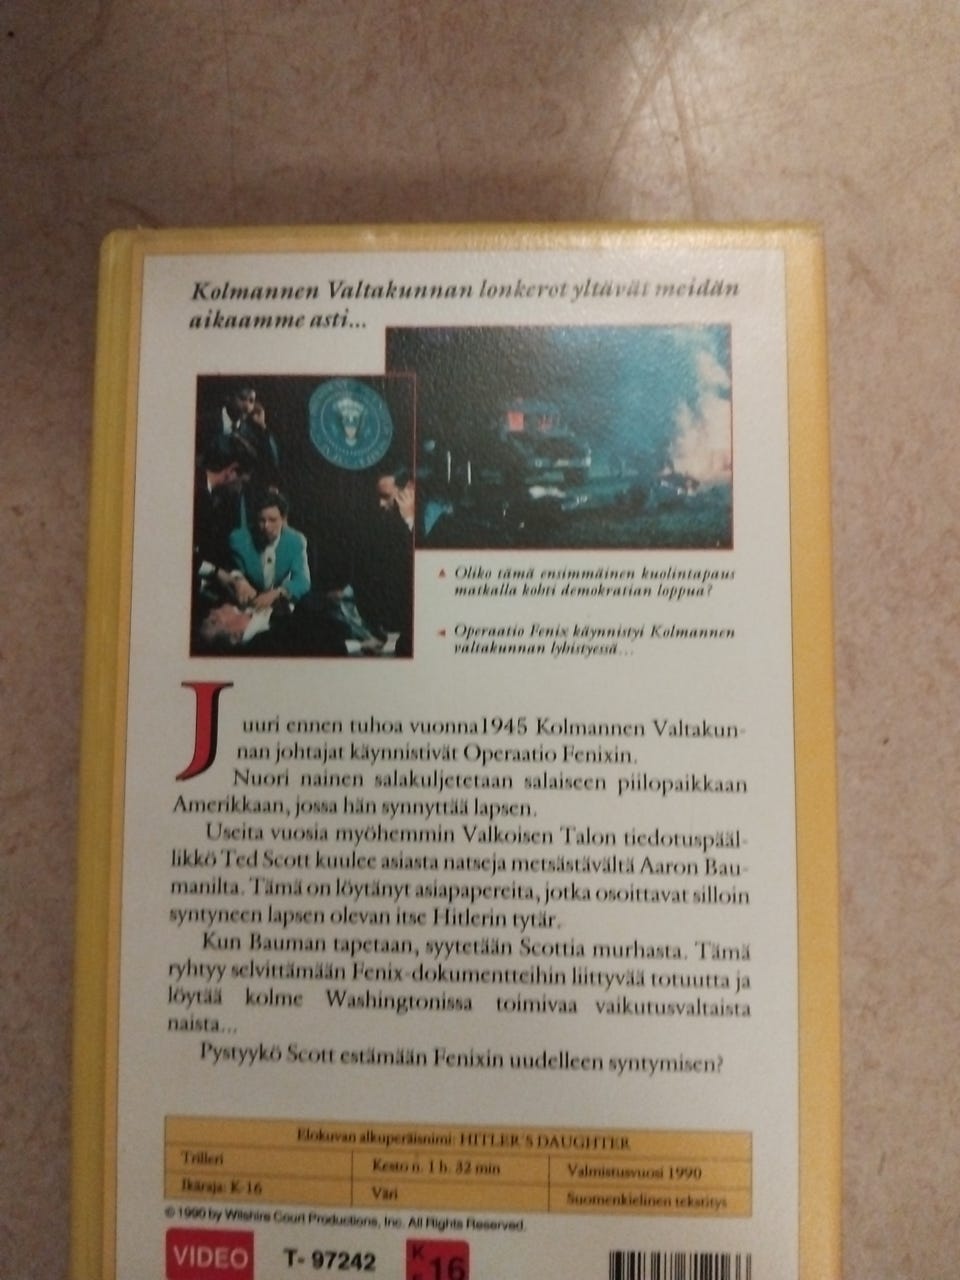 Kolmannen Valtakunnan lonkerot yltävät meidän
aikaamme asti...
▲ Oliko tämä ensimmäinen kuolintapaus
matkalla kohti demokratian loppua?
◄ Operaatio Fenix käynnistyi Kolmannen
valtakunnan lyhistyessä...
Juuri ennen tuhoa vuonna1945 Kolmannen Valtakun-
nan johtajat käynnistivät Operaatio Fenixin.
Nuori nainen salakuljetetaan salaiseen piilopaikkaan
Amerikkaan, jossa hän synnyttää lapsen.
Useita vuosia myöhemmin Valkoisen Talon tiedotuspääl-
likkö Ted Scott kuulee asiasta natseja metsästävältä Aaron Bau-
manilta. Tämä on löytänyt asiapapereita, jotka osoittavat silloin
syntyneen lapsen olevan itse Hitlerin tytär.
Kun Bauman tapetaan, syytetään Scottia murhasta. Tämä
ryhtyy selvittämään Fenix-dokumentteihin liittyvää totuutta ja
löytää kolme Washingtonissa toimivaa vaikutusvaltaista
naista...
Pystyykö Scott estämään Fenixin uudelleen syntymisen?
Elokuvan alkuperäisnimi: HITLER'S DAUGHTER
Trilleri Kesto n. 1 h. 32 min Valmistusvuosi 1990
Ikäraja: K-16 Väri Suomenkielinen tekstitys
© 1990 by Wilshire Court Productions, Inc. All Rights Reserved.
VIDEO T- 97242 K 16